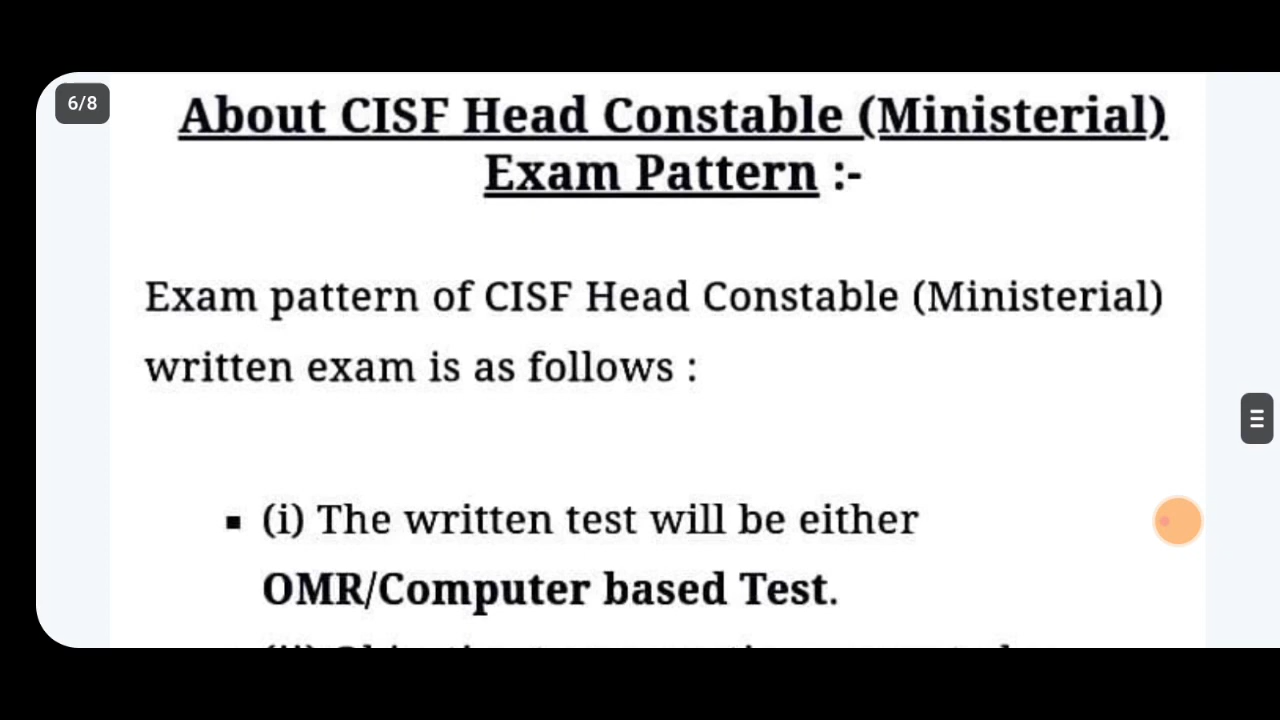 6/8
About CISF Head Constable (Ministerial)
Exam Pattern :-
Exam pattern of CISF Head Constable (Ministerial)
written exam is as follows :
▪ (i) The written test will be either
OMR/Computer based Test.